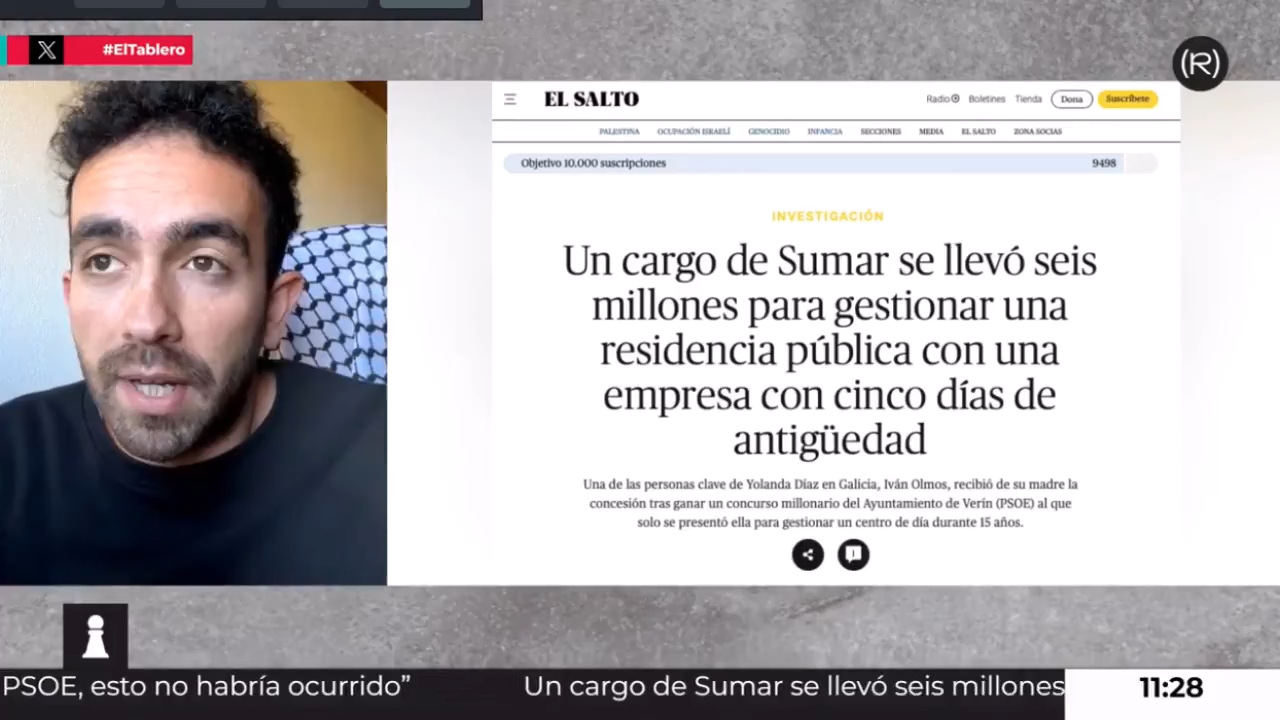 #ElTablero
(R)
EL SALTO
Radio
Boletines
Tienda
Dona
Suscríbete
PALESTINA
OCUPACIÓN ISRAELÍ
GENOCIDIO
INFANCIA
SECCIONES
MEDIA
EL SALTO
ZONA SOCIAS
Objetivo 10.000 suscripciones
9498
INVESTIGACIÓN
Un cargo de Sumar se llevó seis
millones para gestionar una
residencia pública con una
empresa con cinco días de
antigüedad
Una de las personas clave de Yolanda Díaz en Galicia, Iván Olmos, recibió de su madre la
concesión tras ganar un concurso millonario del Ayuntamiento de Verín (PSOE) al que
solo se presentó ella para gestionar un centro de día durante 15 años.
PSOE, esto no habría ocurrido”
Un cargo de Sumar se llevó seis millones
11:28